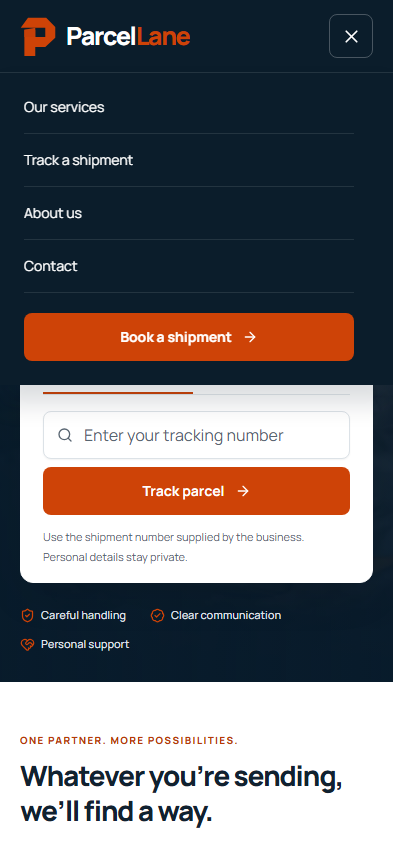 ParcelLane
Our services
Track a shipment
About us
Contact
Book a shipment
Enter your tracking number
Track parcel
Use the shipment number supplied by the business.
Personal details stay private.
Careful handling
Clear communication
Personal support
ONE PARTNER. MORE POSSIBILITIES.
Whatever you’re sending,
we’ll find a way.